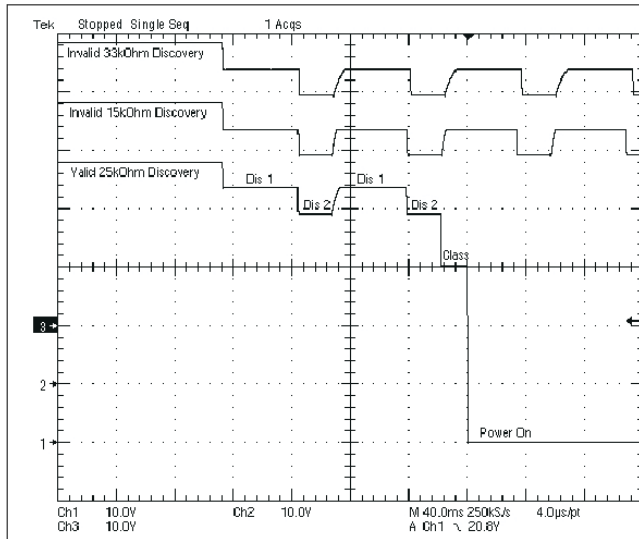 Tek Stopped Single Seq 1 Acqs
Invalid 33kOhm Discovery
Invalid 15kOhm Discovery
Valid 25kOhm Discovery
Dis 1 Dis 1
Dis 2 Dis 2
Class
3
2
1
Power On
Ch1 10.0V Ch2 10.0V M 40.0ms 250kS/s 4.0µs/pt
Ch3 10.0V A Ch1 ↘ 20.8V